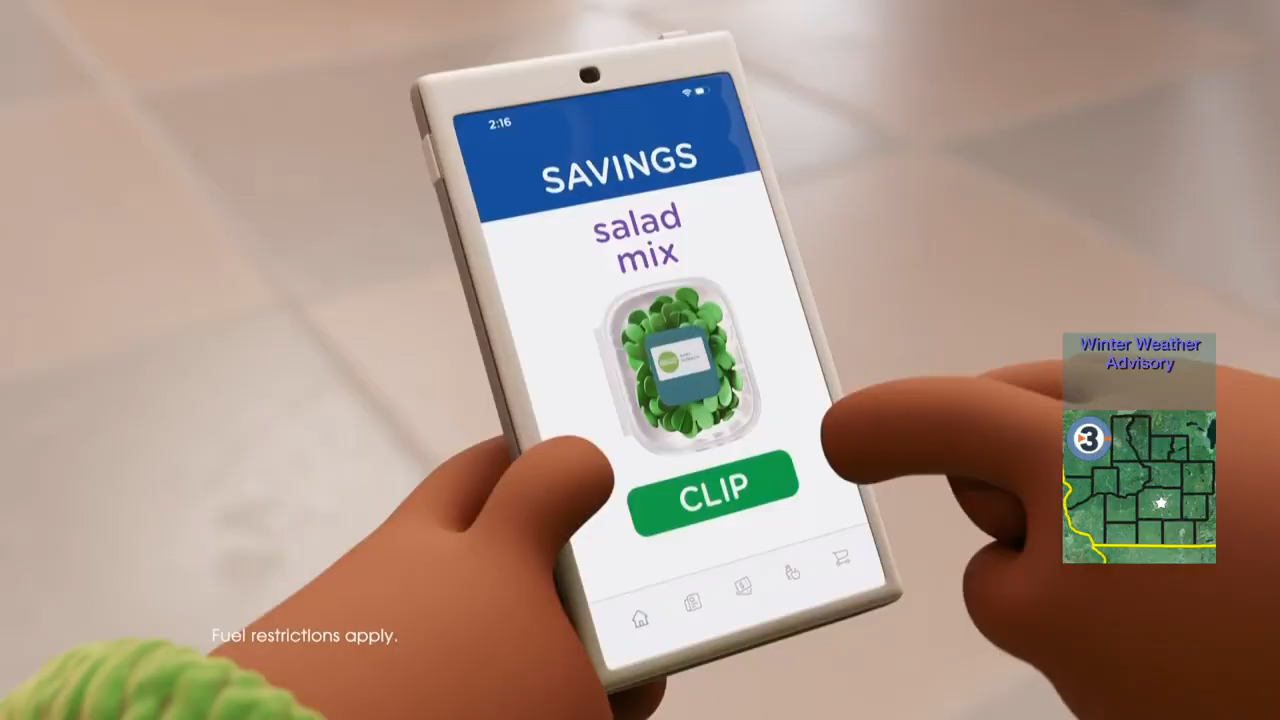 2:16
SAVINGS
salad
mix
CLIP
Winter Weather
Advisory
3
Fuel restrictions apply.